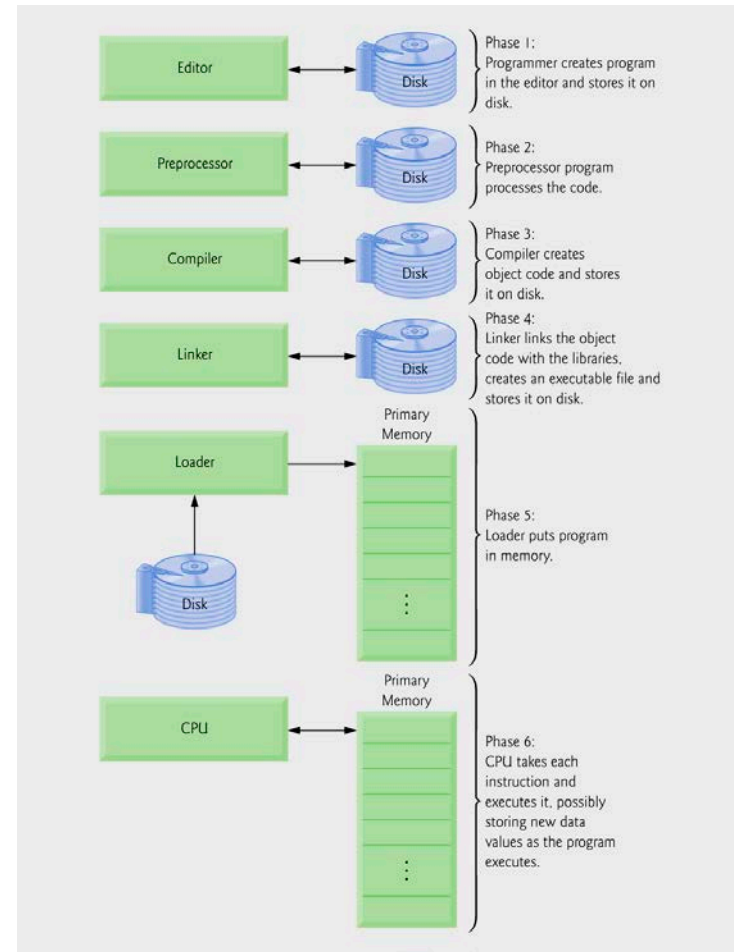 Editor
Disk
Phase 1:
Programmer creates program
in the editor and stores it on
disk.
Preprocessor
Disk
Phase 2:
Preprocessor program
processes the code.
Compiler
Disk
Phase 3:
Compiler creates
object code and stores
it on disk.
Linker
Disk
Phase 4:
Linker links the object
code with the libraries,
creates an executable file and
stores it on disk.
Loader
Disk
Primary
Memory
Phase 5:
Loader puts program
in memory.
CPU
Primary
Memory
Phase 6:
CPU takes each
instruction and
executes it, possibly
storing new data
values as the program
executes.